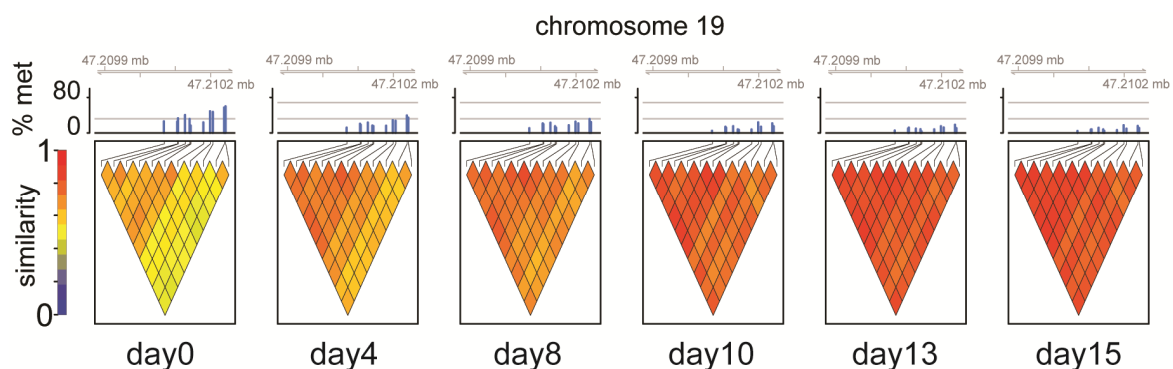 chromosome 19
47.2099 mb 47.2099 mb 47.2099 mb 47.2099 mb 47.2099 mb 47.2099 mb
47.2102 mb 47.2102 mb 47.2102 mb 47.2102 mb 47.2102 mb 47.2102 mb
% met
80
0
similarity
1
0
day0 day4 day8 day10 day13 day15